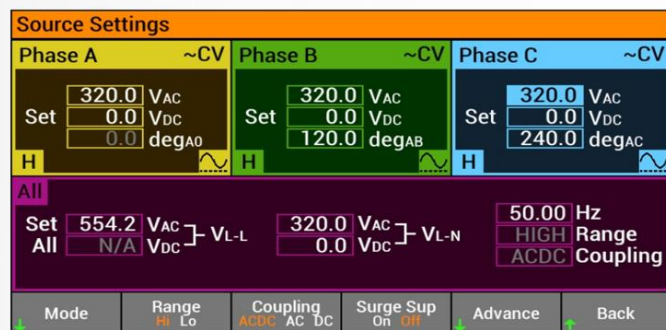 Source Settings
Phase A ~CV Phase B ~CV Phase C ~CV
320.0 VAC 320.0 VAC 320.0 VAC
Set 0.0 VDC Set 0.0 VDC Set 0.0 VDC
0.0 degA0 120.0 degAB 240.0 degAC
H H H
All
50.00 Hz
Set 554.2 VAC VL-L 320.0 VAC VL-N HIGH Range
All N/A VDC 0.0 VDC ACDC Coupling
Mode Range Coupling Surge Sup Advance Back
Hi Lo ACDC AC DC On Off